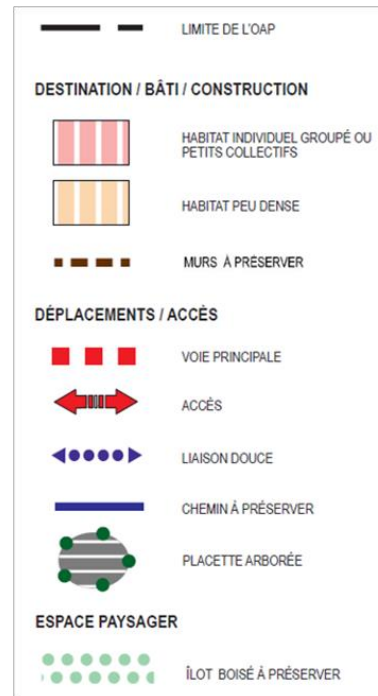 LIMITE DE L'OAP
DESTINATION / BÂTI / CONSTRUCTION
HABITAT INDIVIDUEL GROUPÉ OU
PETITS COLLECTIFS
HABITAT PEU DENSE
MURS À PRÉSERVER
DÉPLACEMENTS / ACCÈS
VOIE PRINCIPALE
ACCÈS
LIAISON DOUCE
CHEMIN À PRÉSERVER
PLACETTE ARBORÉE
ESPACE PAYSAGER
ÎLOT BOISÉ À PRÉSERVER